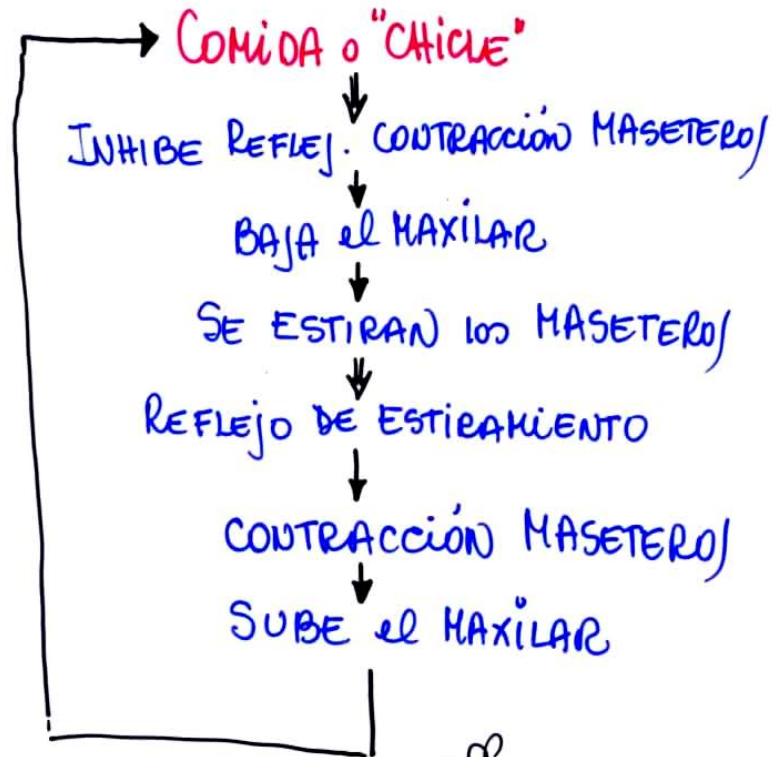 COMIDA o "CHICLE"
INHIBE REFLEJ. CONTRACCIÓN MASETEROS
BAJA el MAXILAR
SE ESTIRAN los MASETEROS
REFLEJO DE ESTIRAMIENTO
CONTRACCIÓN MASETEROS
SUBE el MAXILAR